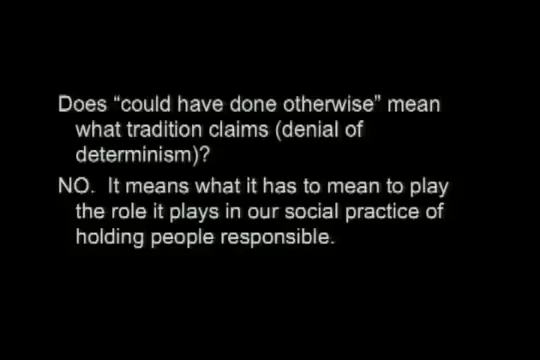 Does “could have done otherwise” mean
what tradition claims (denial of
determinism)?
NO.  It means what it has to mean to play
the role it plays in our social practice of
holding people responsible.